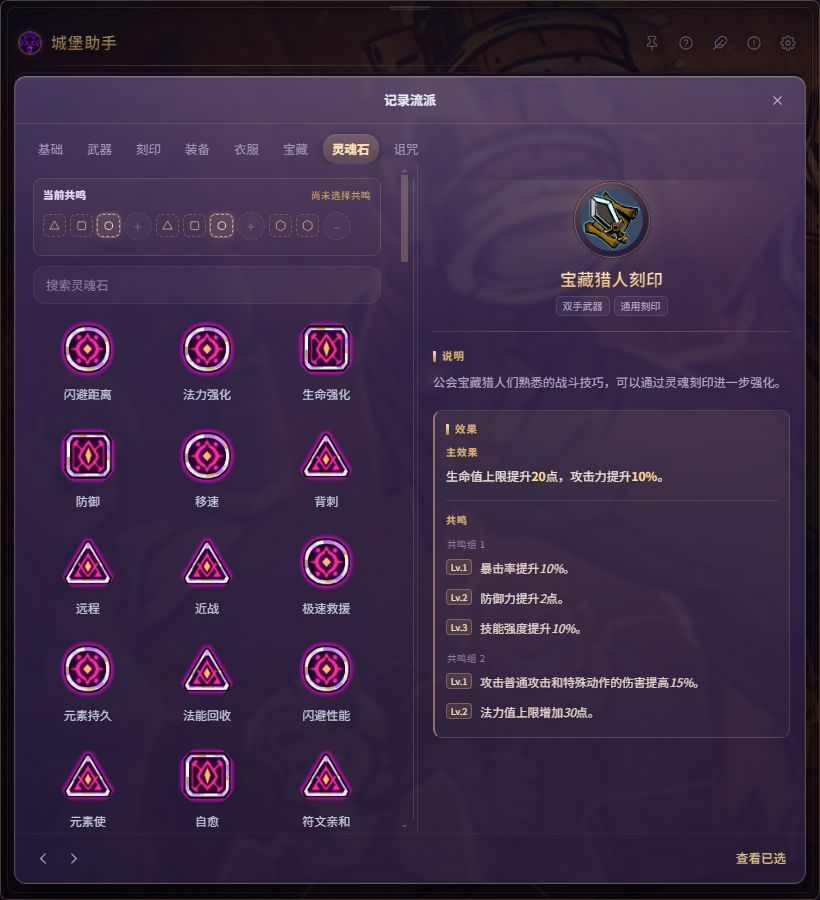 城堡助手
记录流派
基础 武器 刻印 装备 衣服 宝藏 灵魂石 诅咒
当前共鸣 尚未选择共鸣
搜索灵魂石
闪避距离 法力强化 生命强化
防御 移速 背刺
远程 近战 极速救援
元素持久 法能回收 闪避性能
元素使 自愈 符文亲和
宝藏猎人刻印
双手武器 通用刻印
说明
公会宝藏猎人们熟悉的战斗技巧，可以通过灵魂刻印进一步强化。
效果
主效果
生命值上限提升20点，攻击力提升10%。
共鸣
共鸣组 1
Lv.1 暴击率提升10%。
Lv.2 防御力提升2点。
Lv.3 技能强度提升10%。
共鸣组 2
Lv.1 攻击普通攻击和特殊动作的伤害提高15%。
Lv.2 法力值上限增加30点。
查看已选